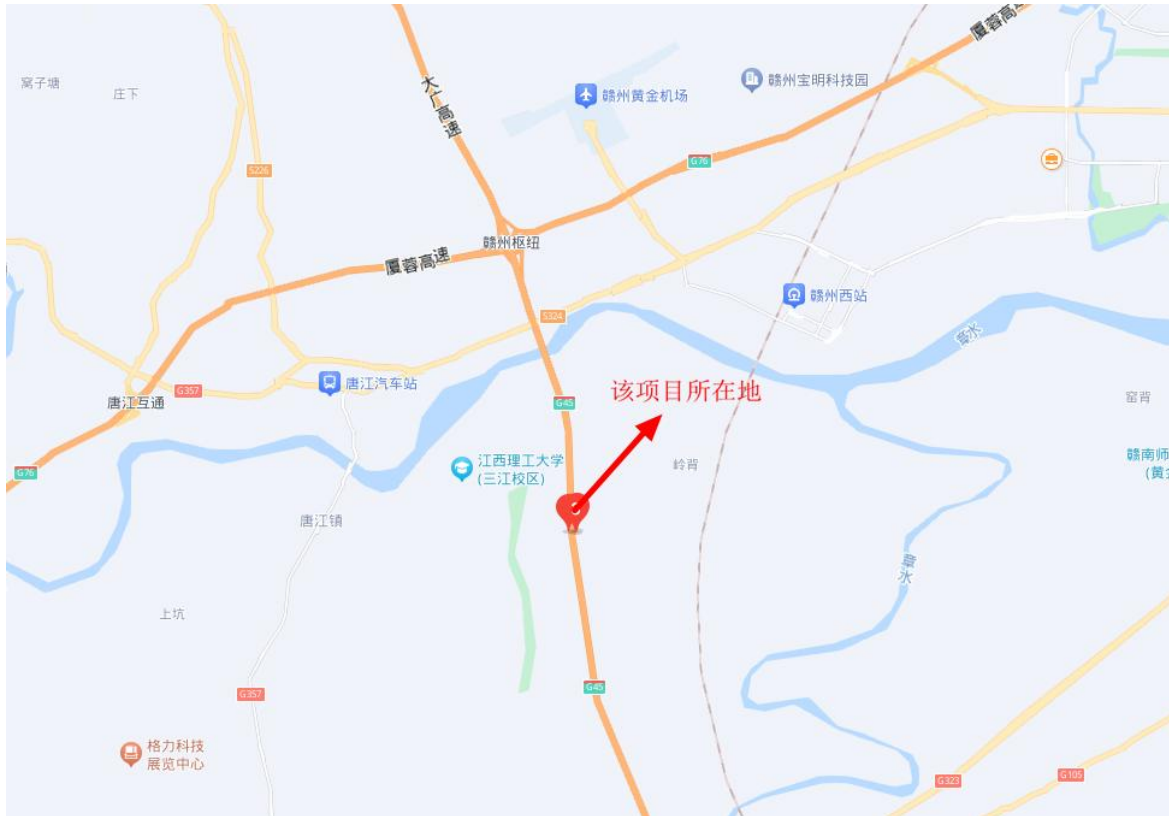 厦蓉高速
窝子塘
庄下
大广高速
赣州黄金机场
赣州宝明科技园
S226
G76
赣州枢纽
厦蓉高速
赣州西站
S324
章水
唐江汽车站
G357
唐江互通
G45
该项目所在地
窑背
江西理工大学
(三江校区)
岭背
赣南师
(黄金
G76
唐江镇
章水
上坑
G45
G357
格力科技
展览中心
G323
G105